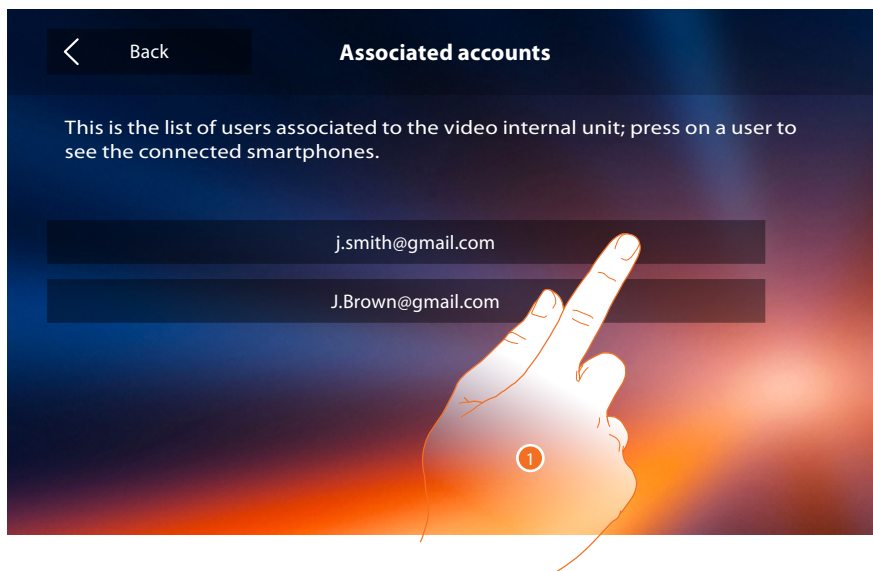 Back
Associated accounts
This is the list of users associated to the video internal unit; press on a user to
see the connected smartphones.
j.smith@gmail.com
J.Brown@gmail.com
1